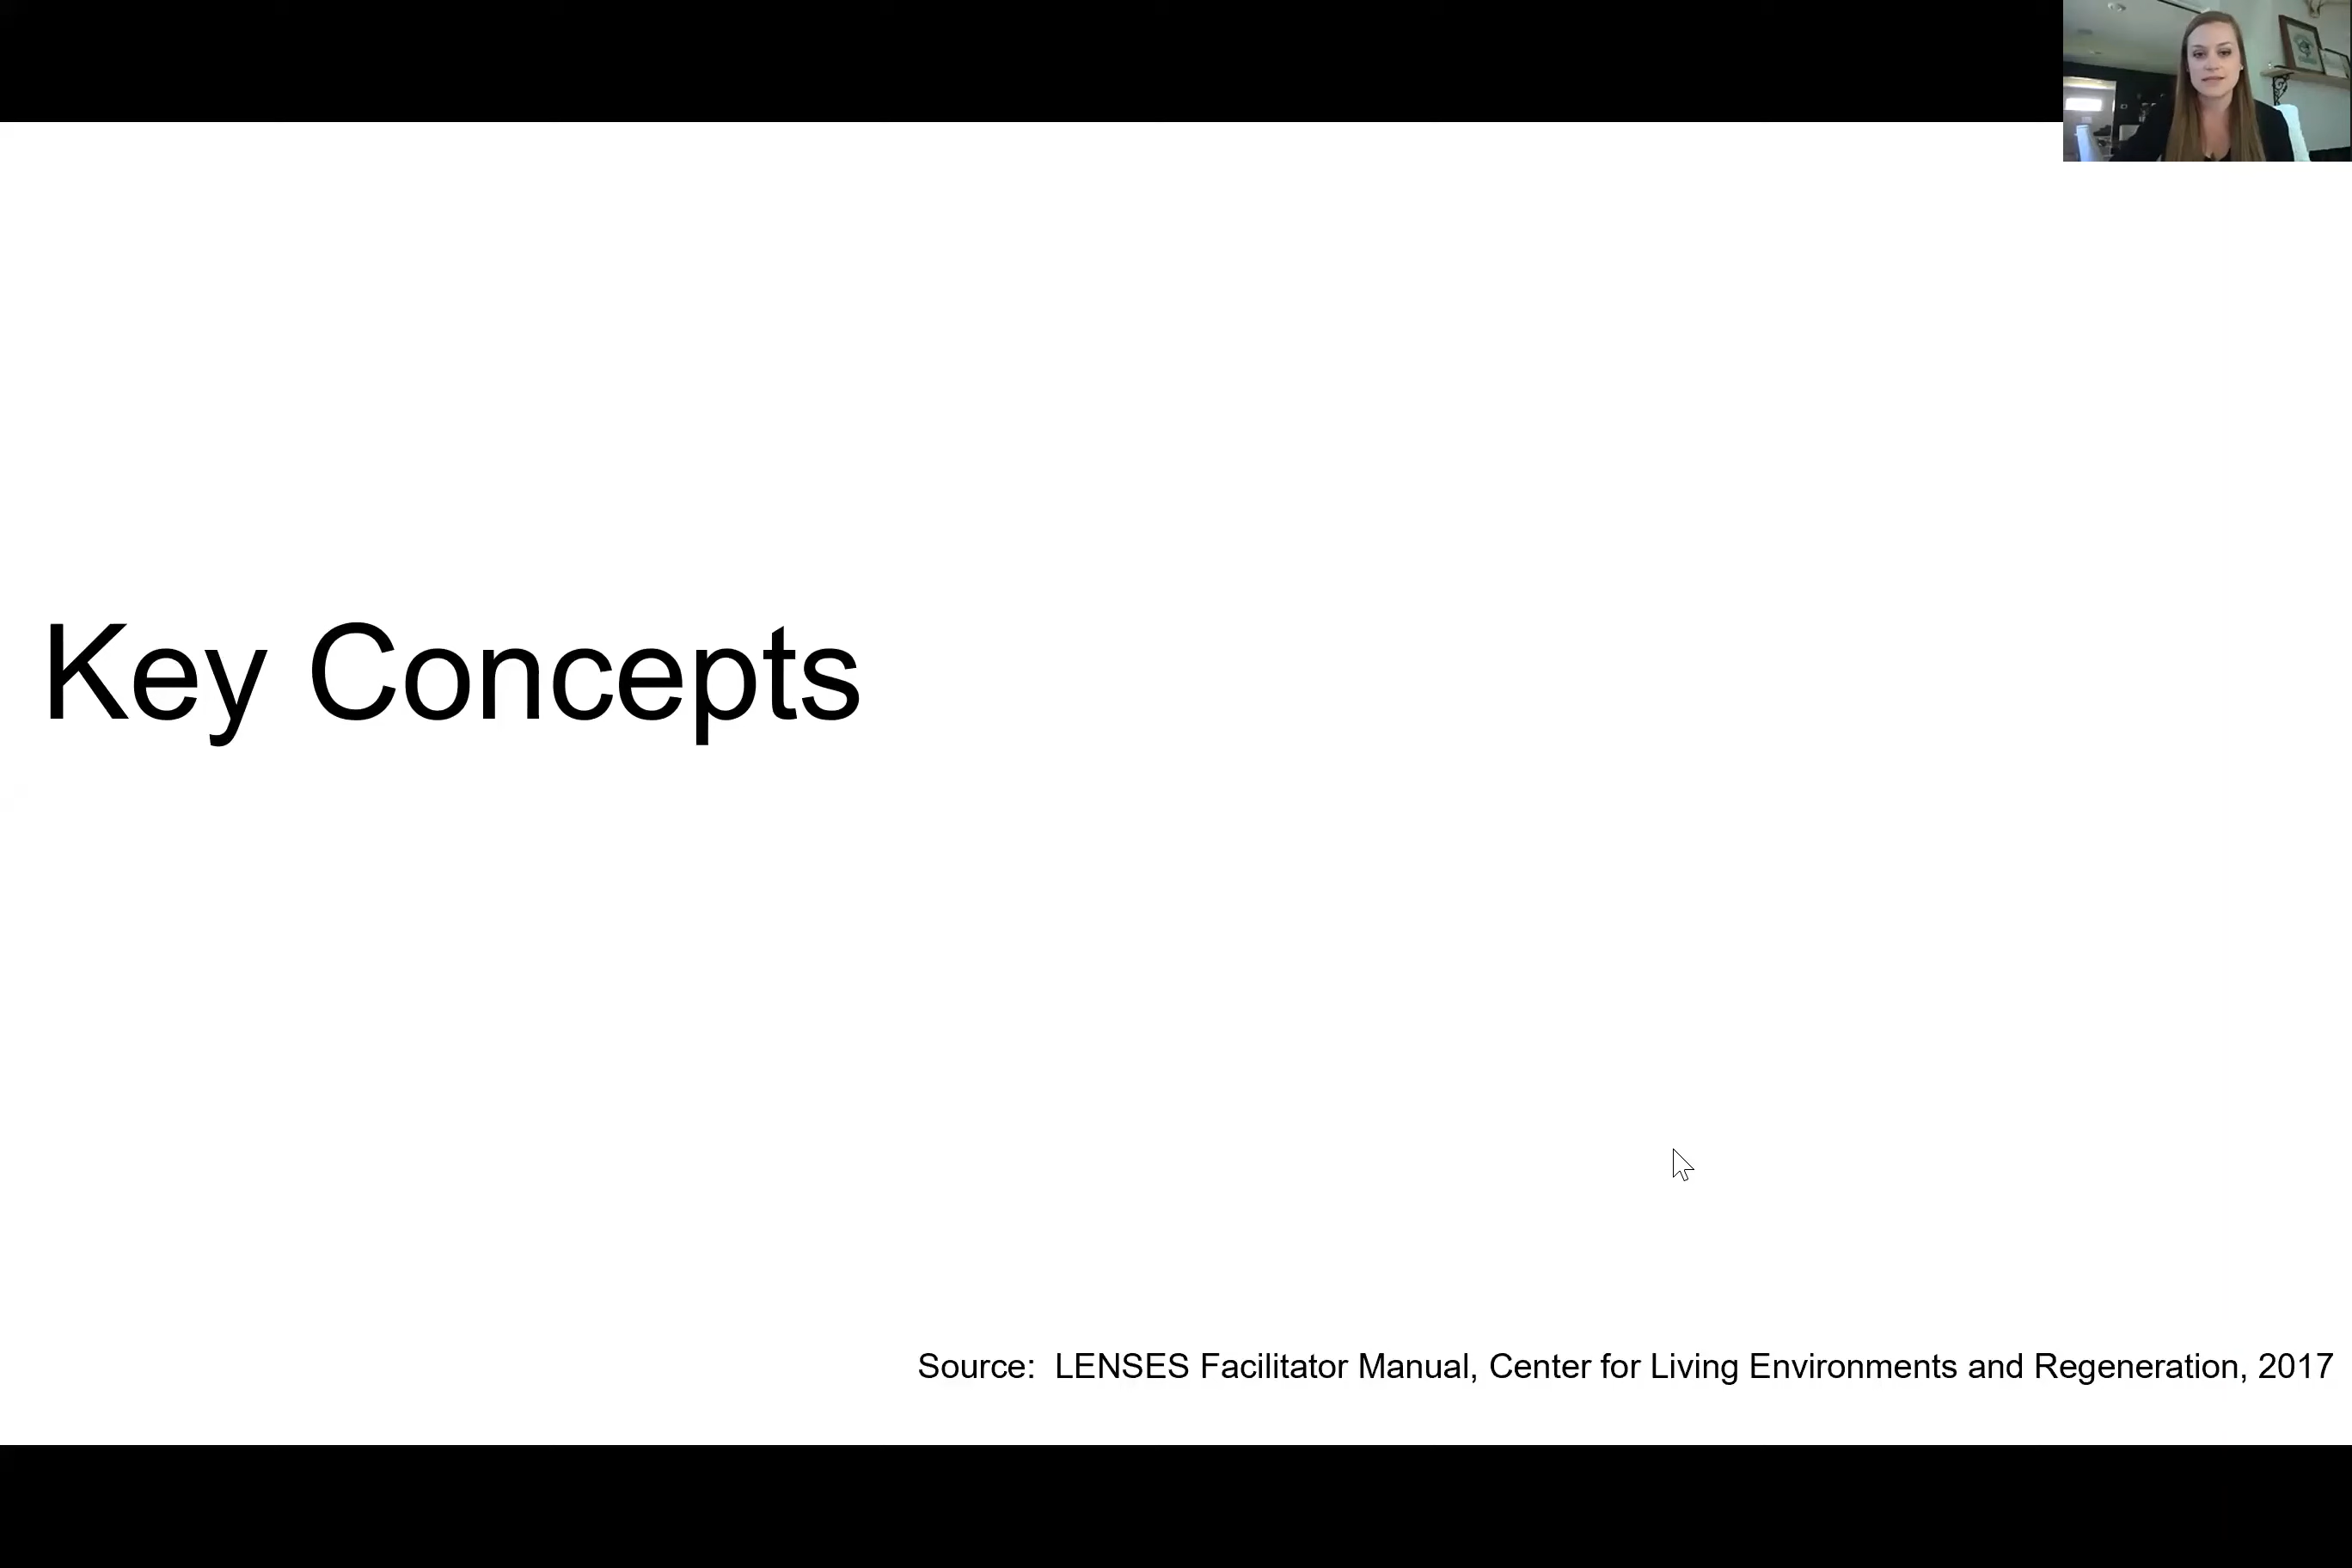 Key Concepts
Source:  LENSES Facilitator Manual, Center for Living Environments and Regeneration, 2017